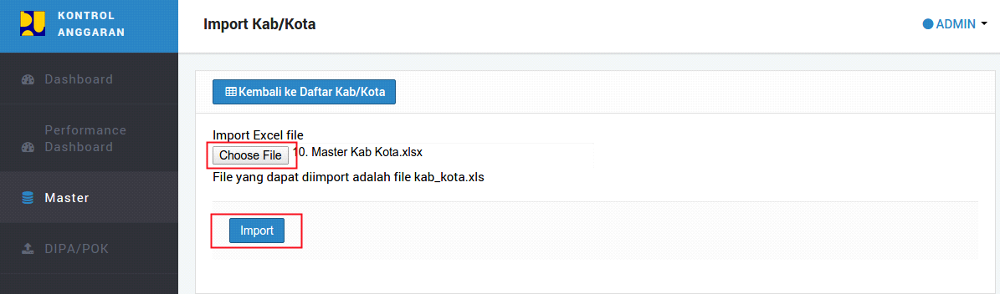 KONTROL
ANGGARAN
Import Kab/Kota
ADMIN
Dashboard
Performance
Dashboard
Master
DIPA/POK
Kembali ke Daftar Kab/Kota
Import Excel file
Choose File 10. Master Kab Kota.xlsx
File yang dapat diimport adalah file kab_kota.xls
Import